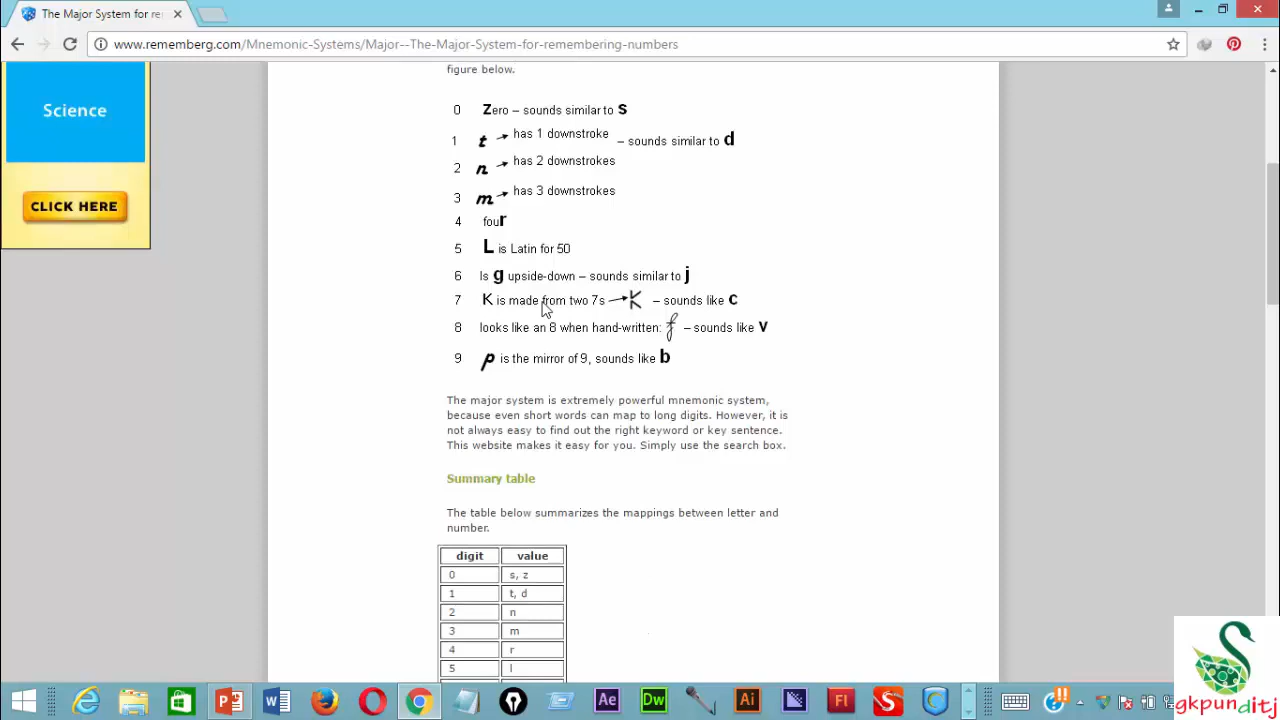 The Major System for re
www.rememberg.com/Mnemonic-Systems/Major--The-Major-System-for-remembering-numbers
Science
CLICK HERE
figure below.
0 Zero – sounds similar to s
1 t has 1 downstroke – sounds similar to d
2 n has 2 downstrokes
3 m has 3 downstrokes
4 four
5 L is Latin for 50
6 Is g upside-down – sounds similar to j
7 K is made from two 7s K – sounds like c
8 looks like an 8 when hand-written: f – sounds like v
9 p is the mirror of 9, sounds like b
The major system is extremely powerful mnemonic system,
because even short words can map to long digits. However, it is
not always easy to find out the right keyword or key sentence.
This website makes it easy for you. Simply use the search box.
Summary table
The table below summarizes the mappings between letter and
number.
digit value
0 s, z
1 t, d
2 n
3 m
4 r
5 l
Ae Dw Ai Fl
gkpunditj